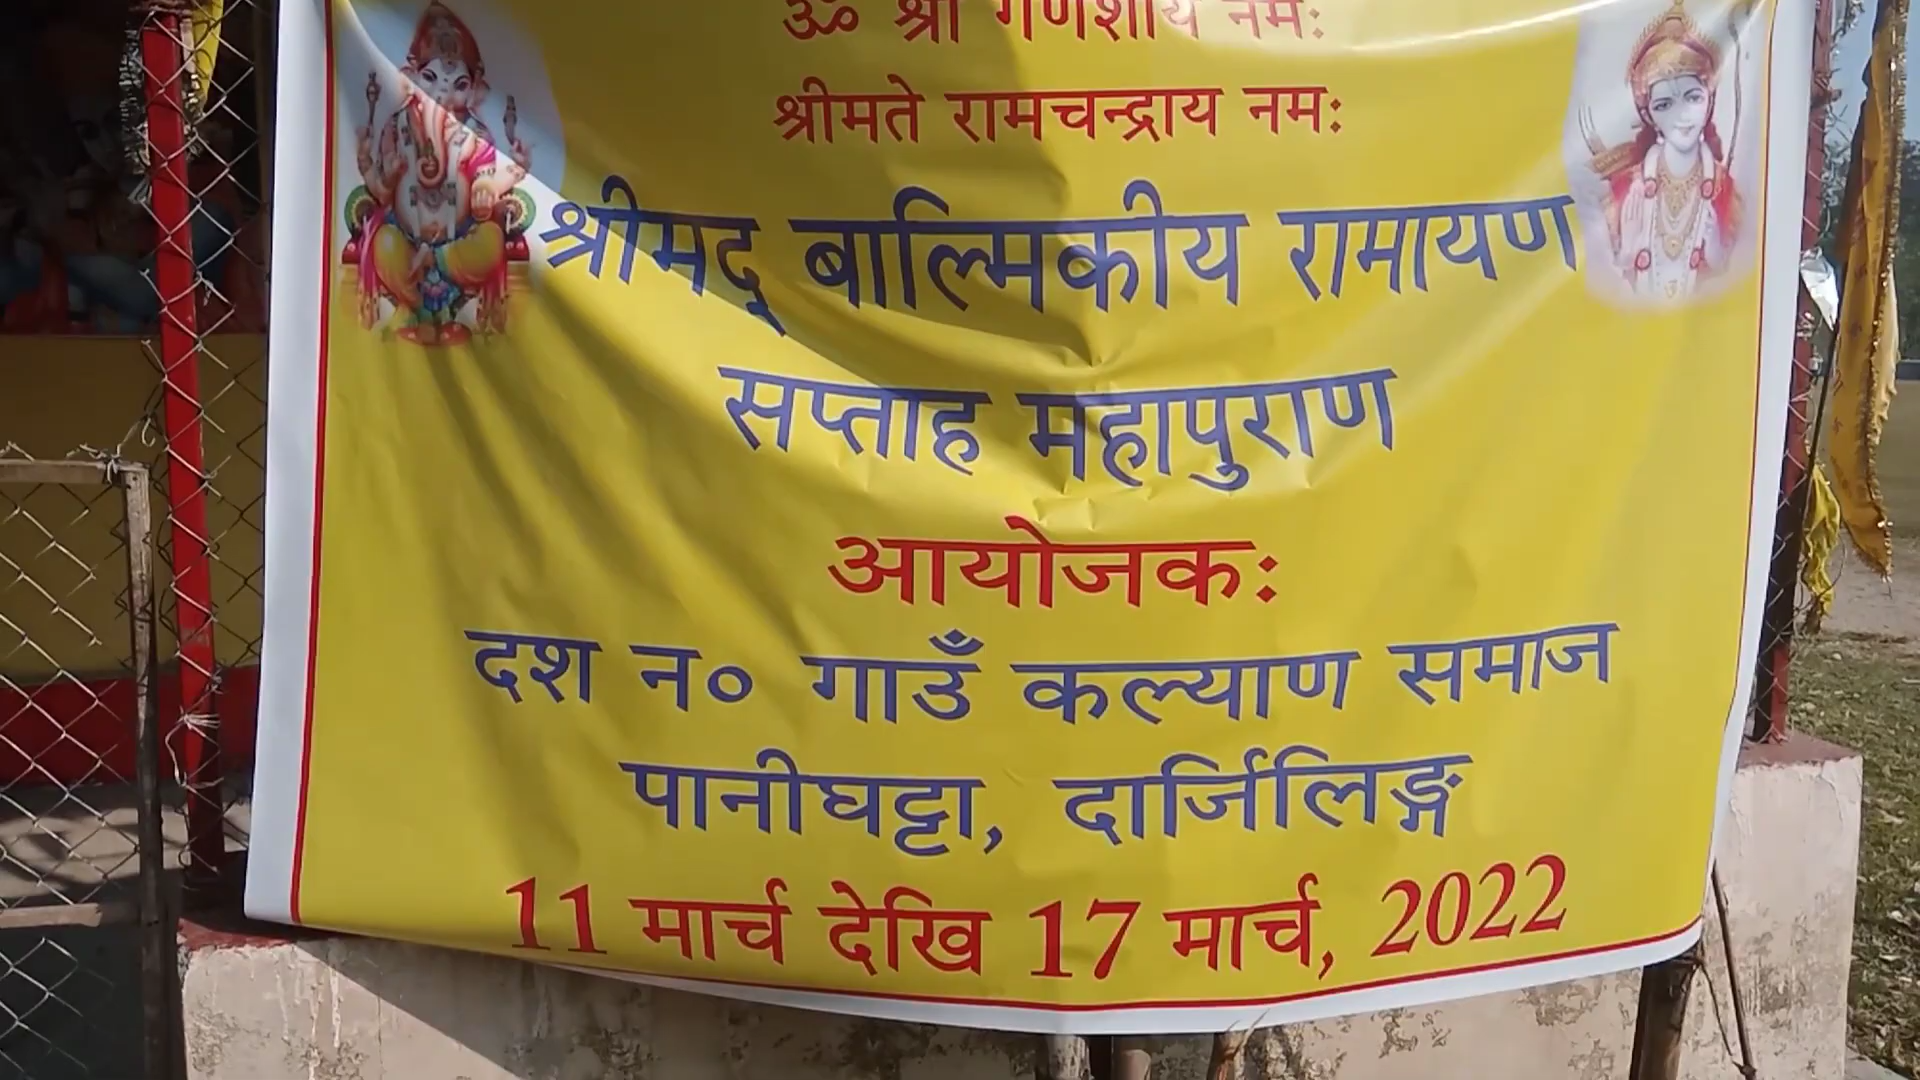 ॐ श्री गणेशाय नमः
श्रीमते रामचन्द्राय नमः
श्रीमद् बाल्मिकीय रामायण
सप्ताह महापुराण
आयोजकः
दश न० गाउँ कल्याण समाज
पानीघट्टा, दार्जिलिङ्ग
11 मार्च देखि 17 मार्च, 2022